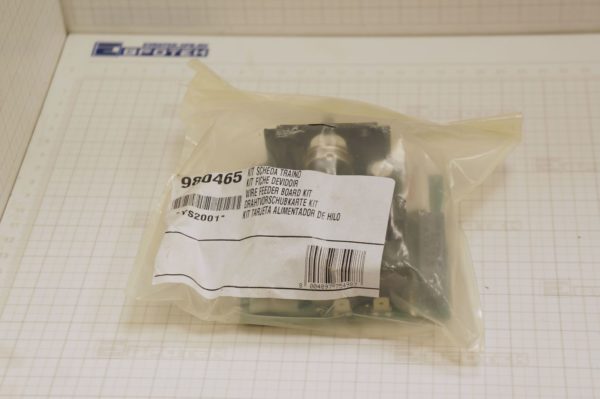 ЕВРОТЕК
980465
"YS2001"
KIT SCHEDA TRAINO
KIT FICHE DEVIDOIR
WIRE FEEDER BOARD KIT
DRAHTVORSCHUBKARTE KIT
KIT TARJETA ALIMENTADOR DE HILO